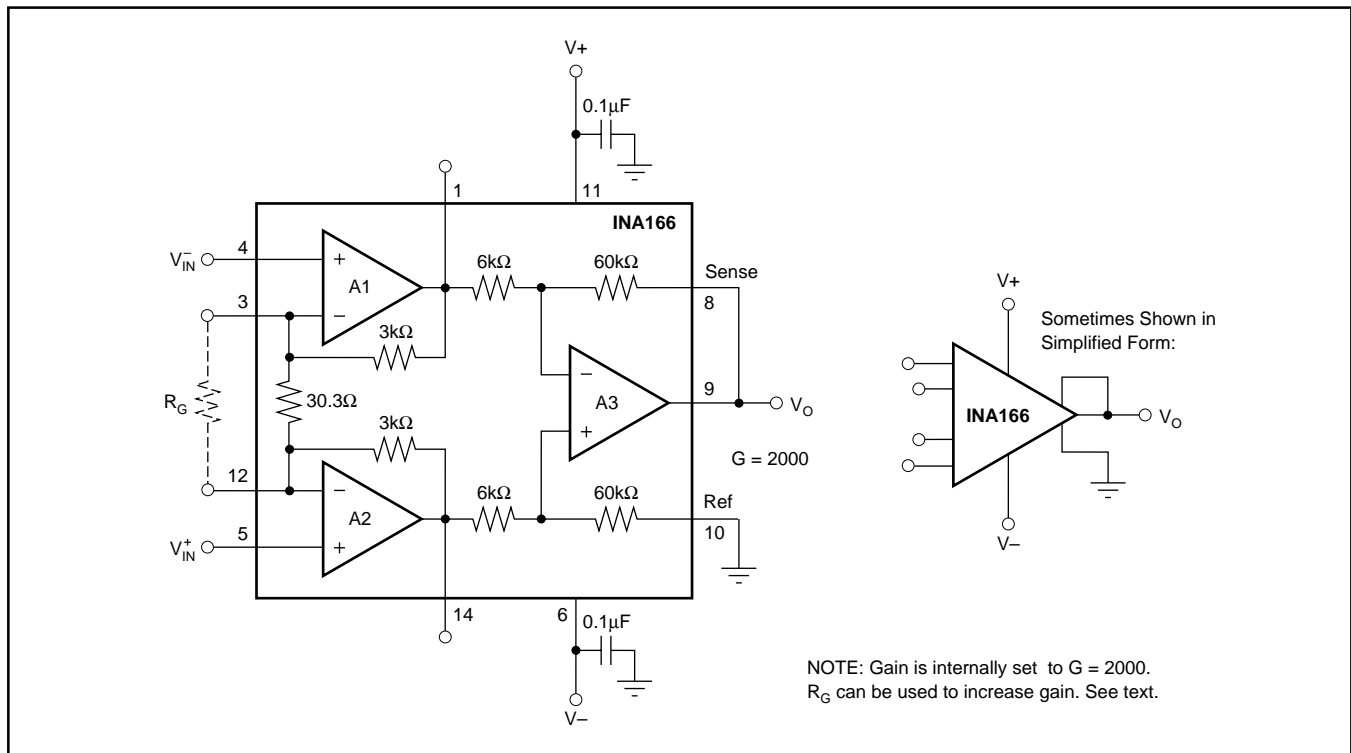 V+
0.1µF
1
11
INA166
V–IN
4
A1
+
–
6kΩ
60kΩ
Sense
8
3
3kΩ
RG
30.3Ω
A3
–
+
9
VO
G = 2000
3kΩ
12
A2
–
+
6kΩ
60kΩ
Ref
10
V+IN
5
14
6
0.1µF
V–
V+
Sometimes Shown in
Simplified Form:
INA166
VO
V–
NOTE: Gain is internally set to G = 2000.
RG can be used to increase gain. See text.